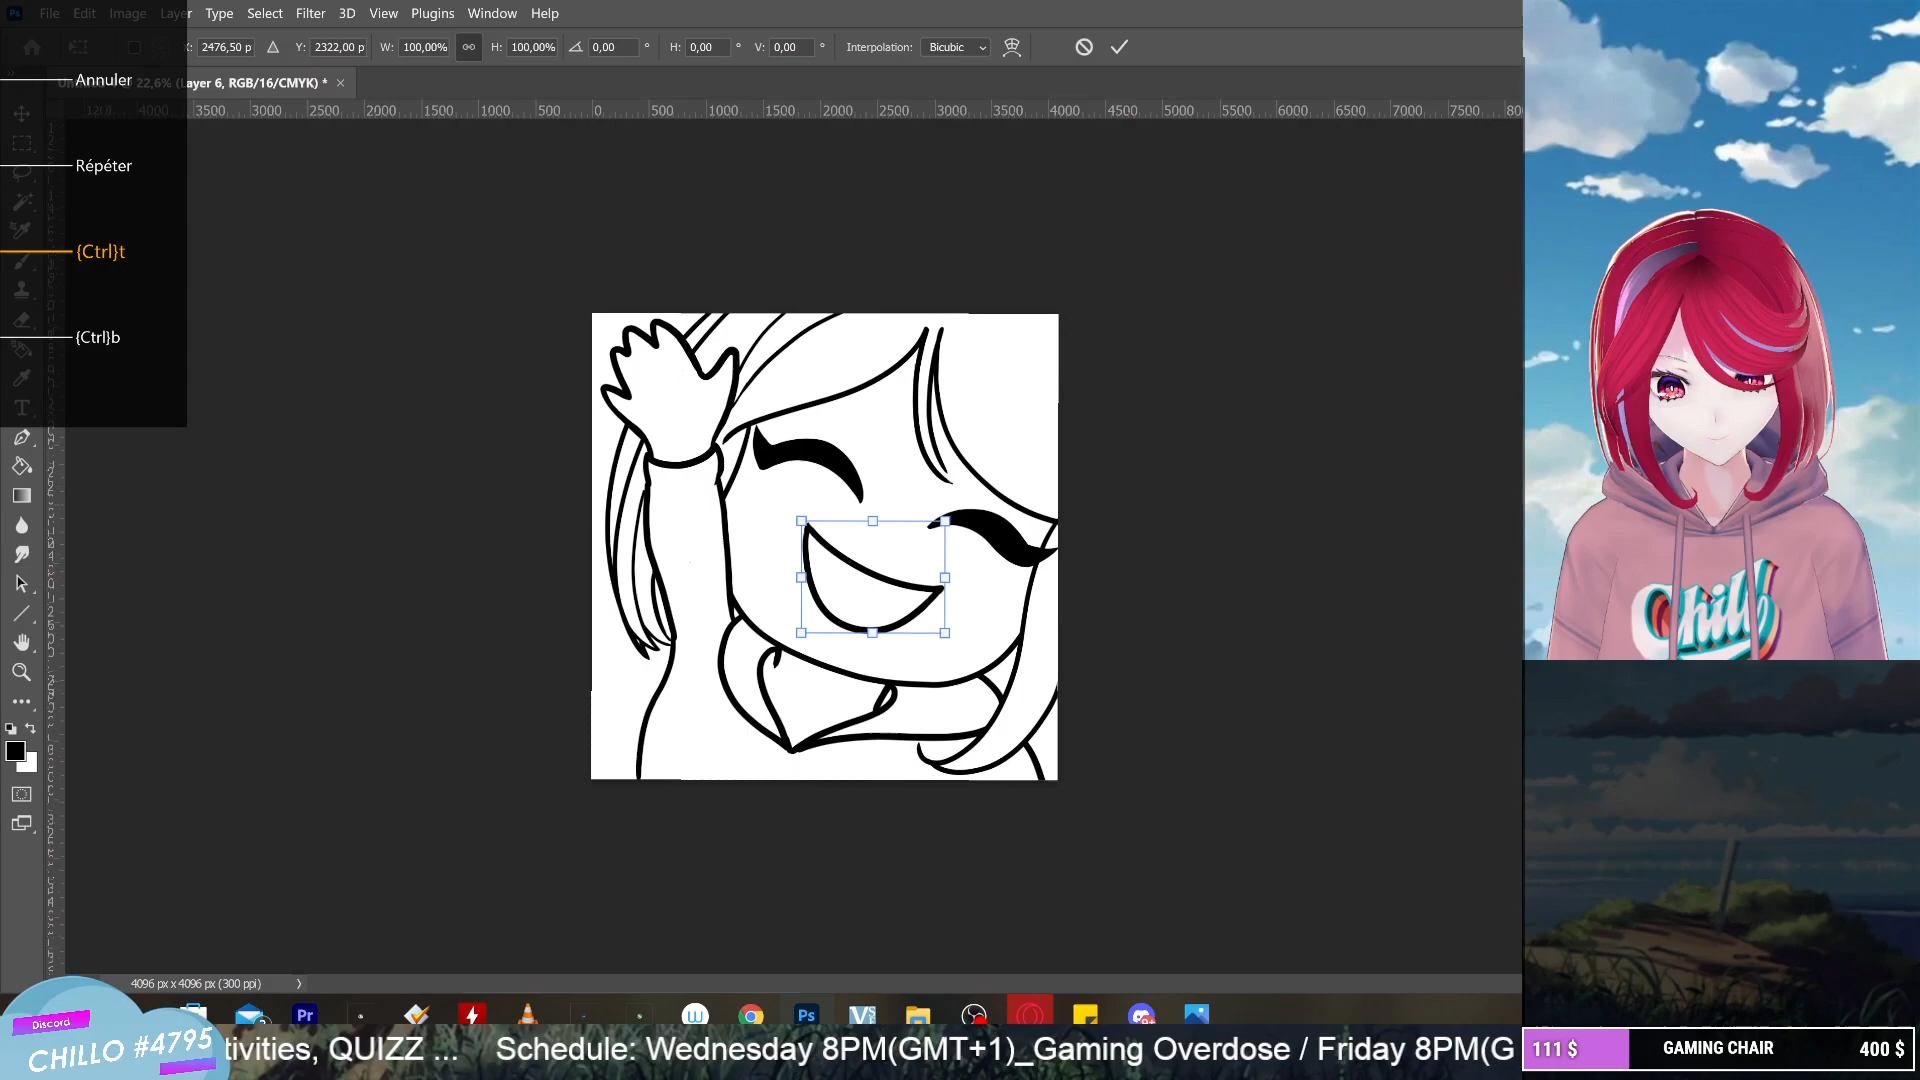 File Edit Image Layer Type Select Filter 3D View Plugins Window Help
X: 2476,50 p Y: 2322,00 p W: 100,00% H: 100,00% 0,00 ° H: 0,00 ° V: 0,00 ° Interpolation: Bicubic
22,6% (Layer 6, RGB/16/CMYK) * ×
4000 3500 3000 2500 2000 1500 1000 500 0 500 1000 1500 2000 2500 3000 3500 4000 4500 5000 5500 6000 6500 7000 7500
Annuler
Répéter
{Ctrl}t
{Ctrl}b
Chill
4096 px x 4096 px (300 ppi)
Pr W Ps
Discord
CHILLO #4795
tivities, QUIZZ ... Schedule: Wednesday 8PM(GMT+1)_Gaming Overdose / Friday 8PM(G
111 $ GAMING CHAIR 400 $